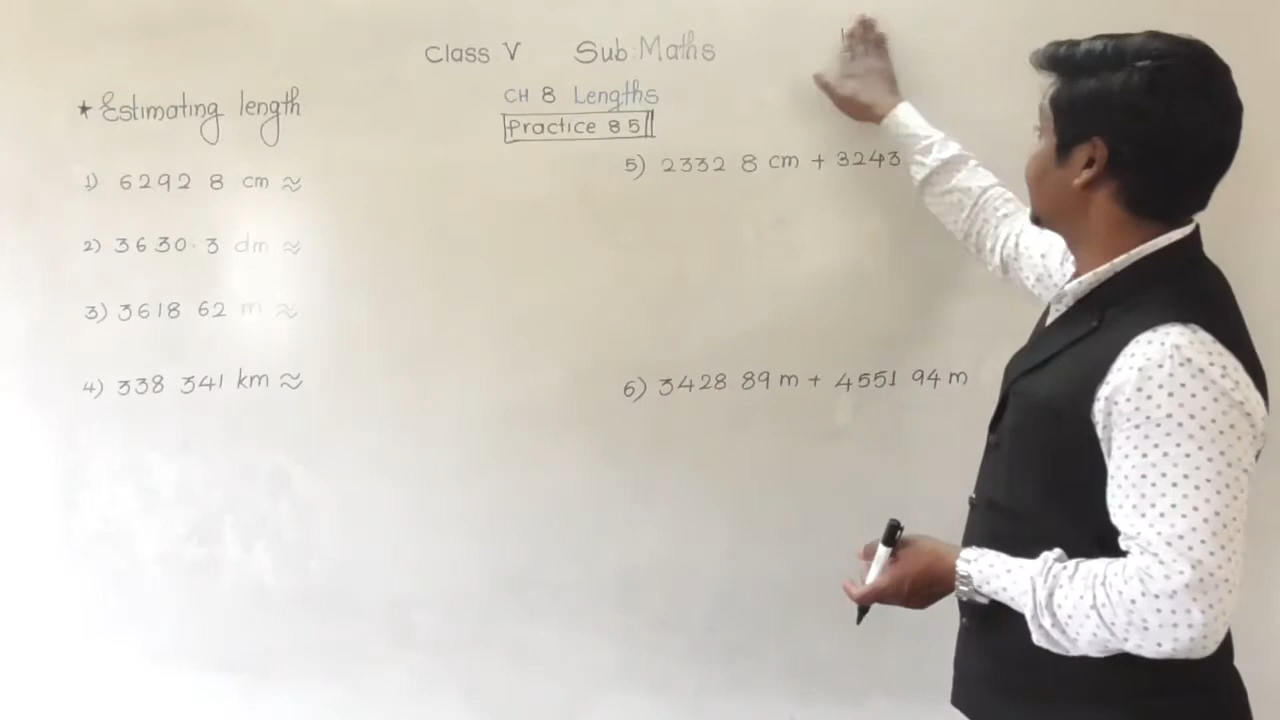 Class V Sub: Maths
CH 8 Lengths
Practice 8 5
★ Estimating length
1) 6292 8 cm ≈
2) 3630.3 dm ≈
3) 3618 62 m ≈
4) 338 341 km ≈
5) 2332 8 cm + 3243
6) 3428 89 m + 4551 94 m